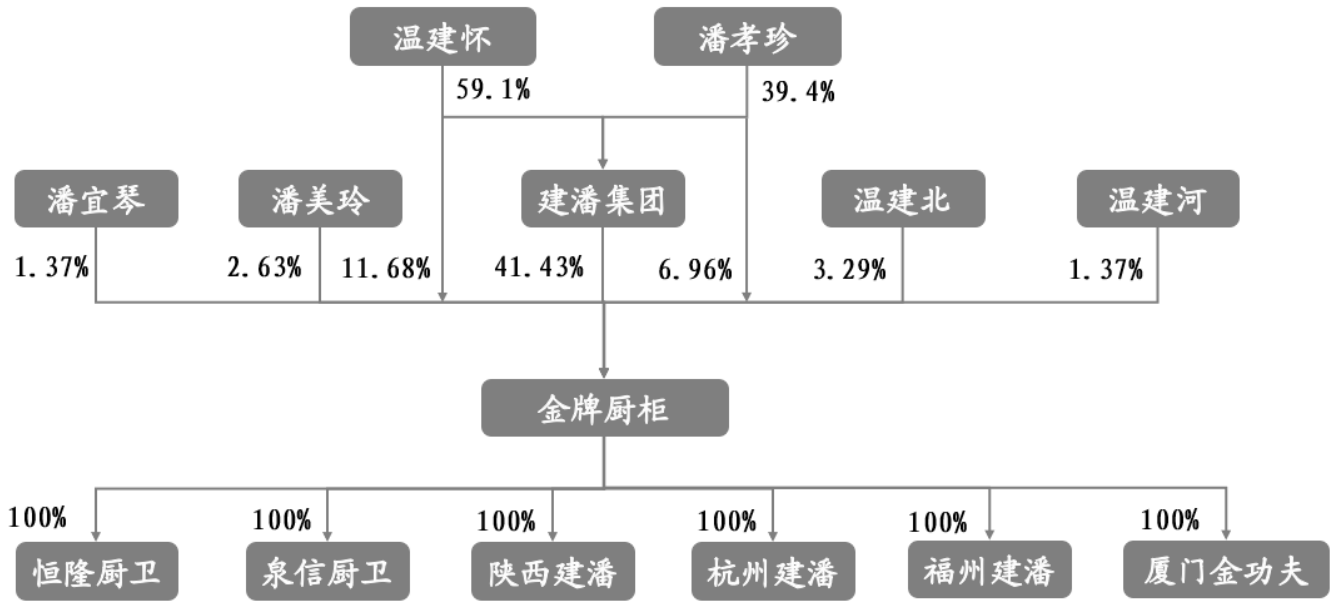 温建怀
潘孝珍
59.1%
39.4%
潘宜琴
潘美玲
建潘集团
温建北
温建河
1.37%
2.63%
11.68%
41.43%
6.96%
3.29%
1.37%
金牌厨柜
100%
100%
100%
100%
100%
100%
恒隆厨卫
泉信厨卫
陕西建潘
杭州建潘
福州建潘
厦门金功夫